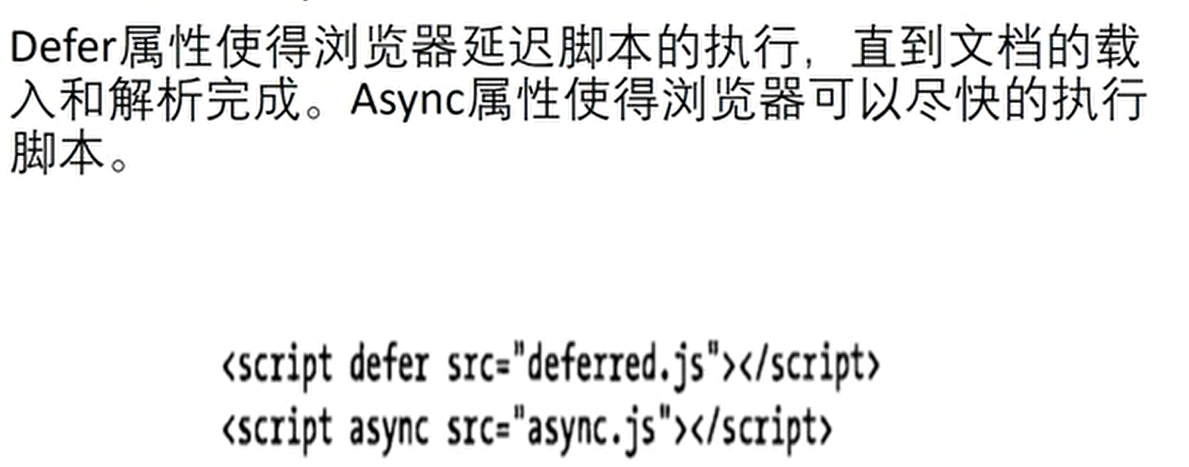 Defer属性使得浏览器延迟脚本的执行，直到文档的载
入和解析完成。Async属性使得浏览器可以尽快的执行
脚本。
<script defer src="deferred.js"></script>
<script async src="async.js"></script>